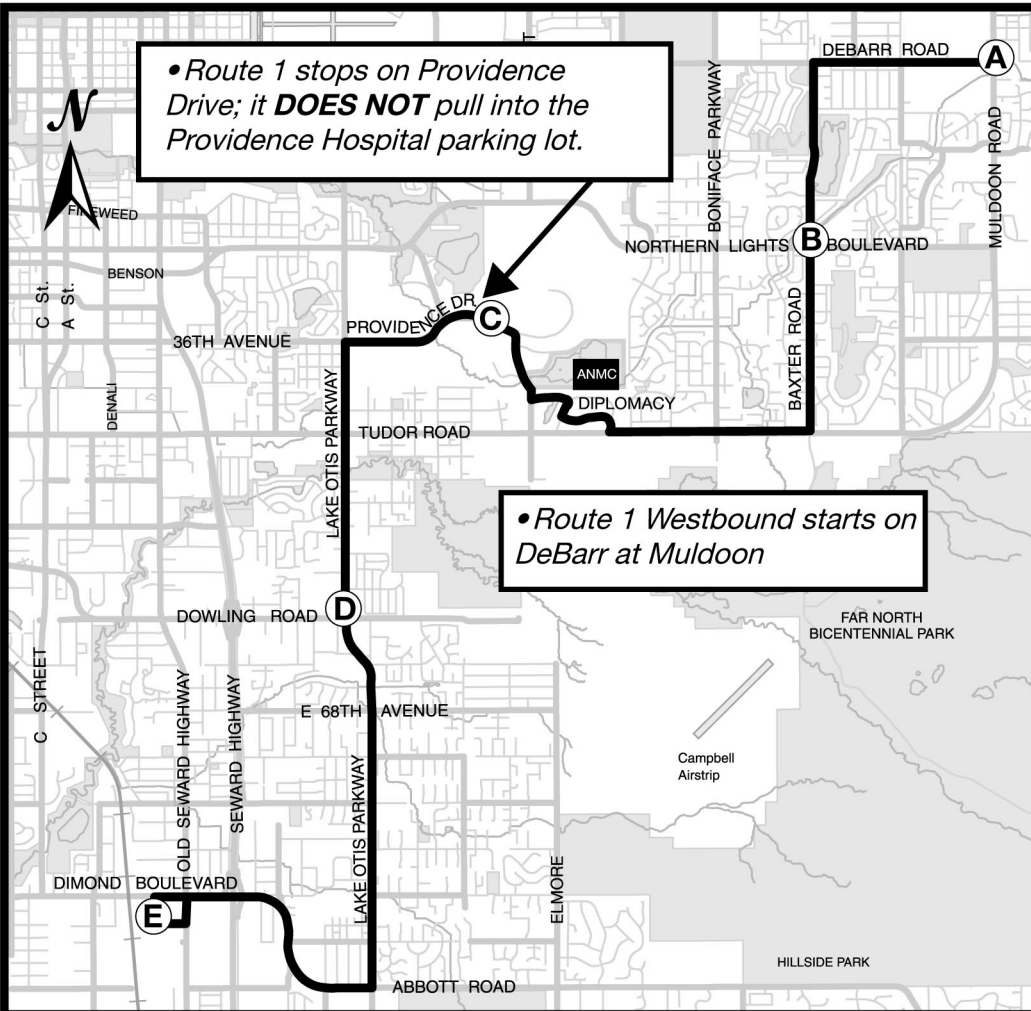 DEBARR ROAD
A
• Route 1 stops on Providence
Drive; it DOES NOT pull into the
Providence Hospital parking lot.
N
BONIFACE PARKWAY
MULDOON ROAD
FIREWEED
NORTHERN LIGHTS
B
BOULEVARD
BENSON
C St.
A St.
PROVIDENCE DR
C
36TH AVENUE
BAXTER ROAD
ANMC
DIPLOMACY
DENALI
TUDOR ROAD
LAKE OTIS PARKWAY
• Route 1 Westbound starts on
DeBarr at Muldoon
DOWLING ROAD
D
FAR NORTH
BICENTENNIAL PARK
C STREET
OLD SEWARD HIGHWAY
SEWARD HIGHWAY
E 68TH AVENUE
Campbell
Airstrip
LAKE OTIS PARKWAY
ELMORE
DIMOND BOULEVARD
E
HILLSIDE PARK
ABBOTT ROAD